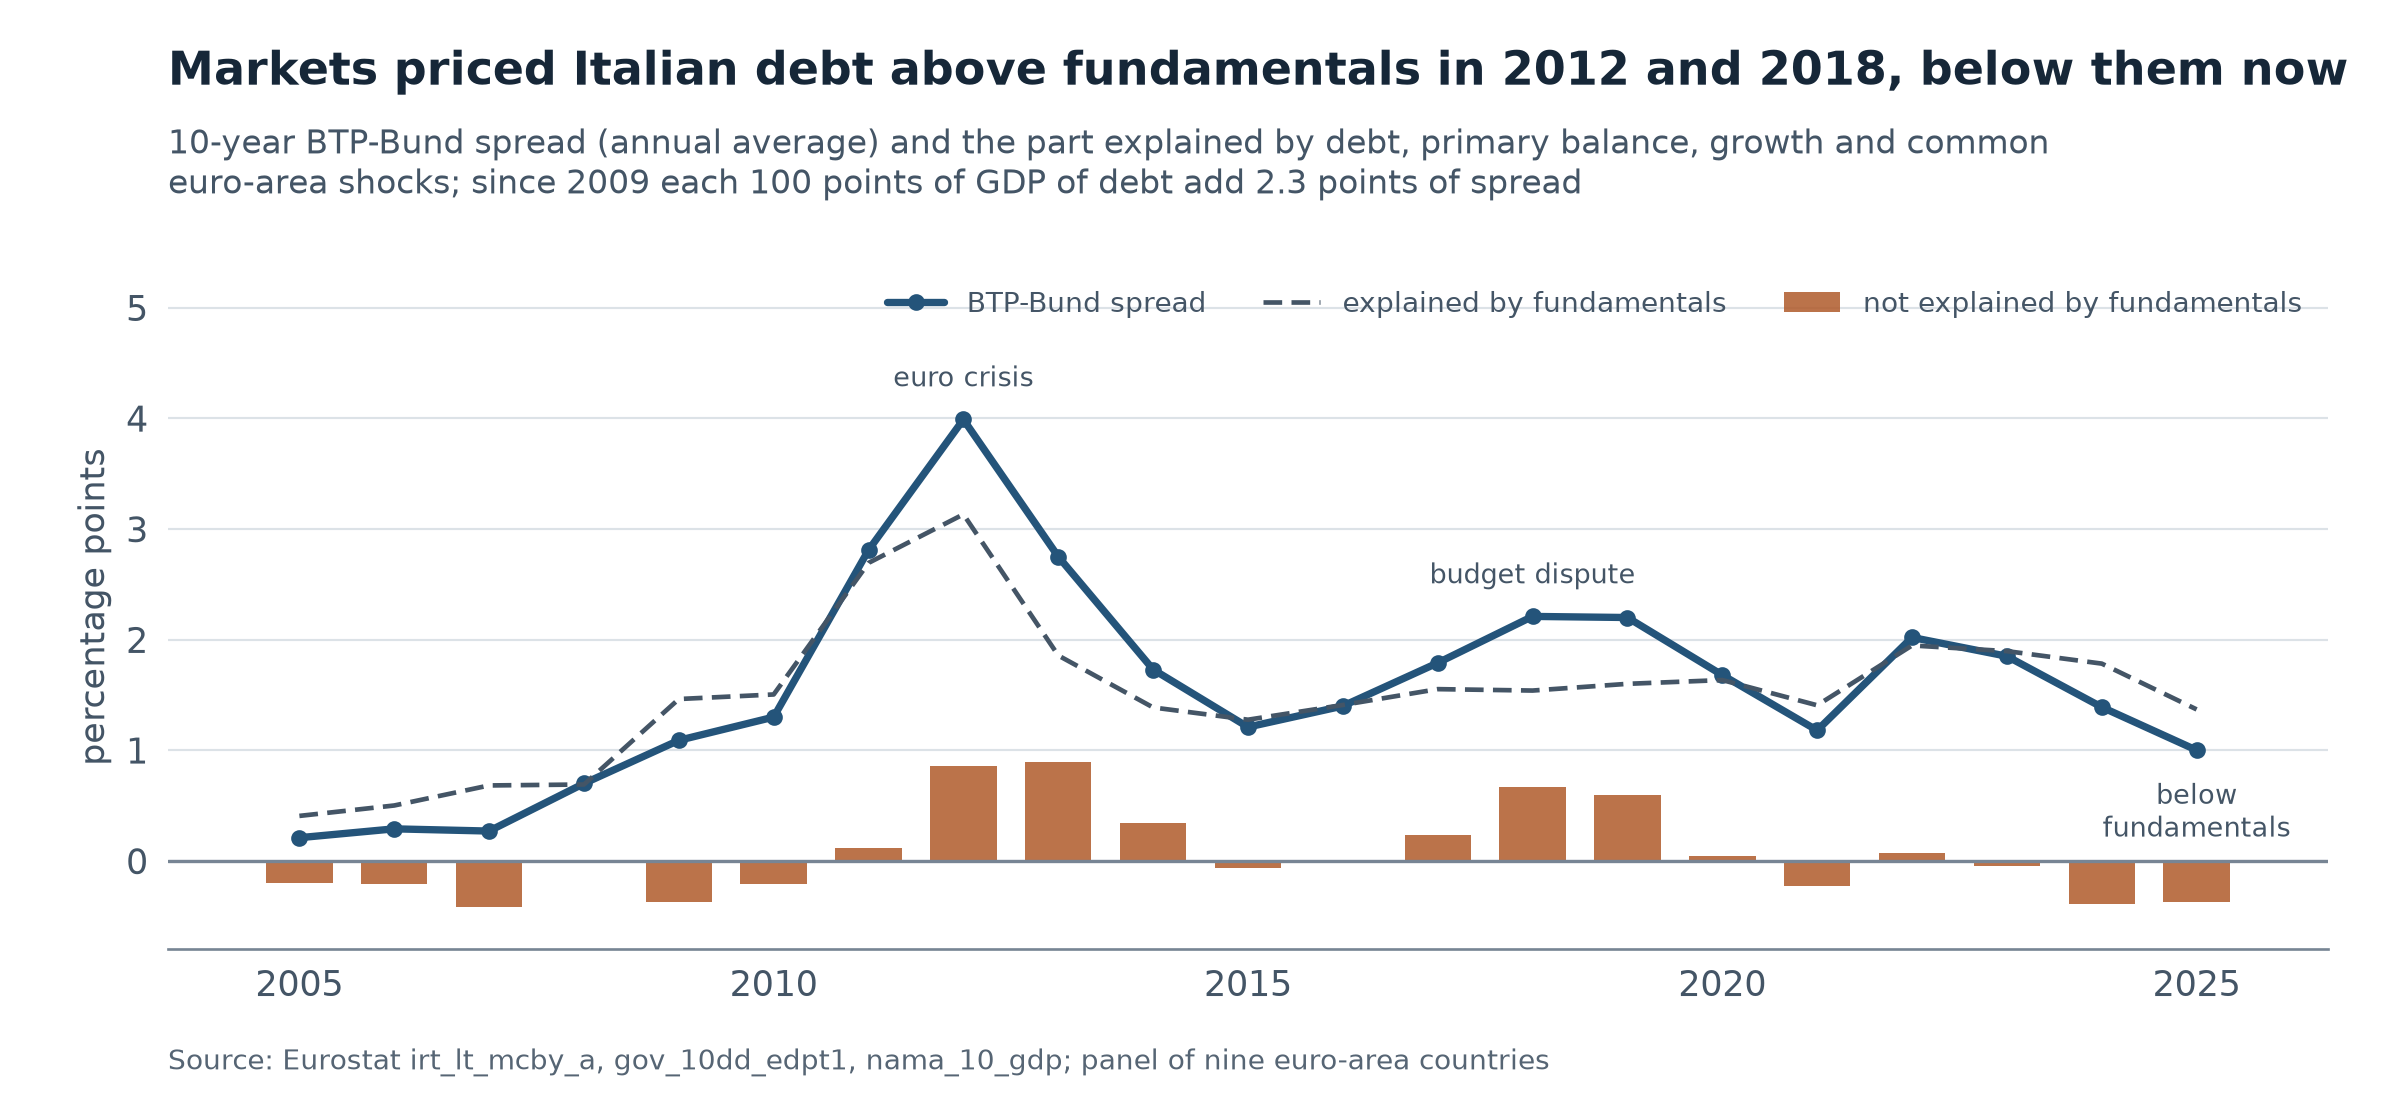 Markets priced Italian debt above fundamentals in 2012 and 2018, below them now
10-year BTP-Bund spread (annual average) and the part explained by debt, primary balance, growth and common
euro-area shocks; since 2009 each 100 points of GDP of debt add 2.3 points of spread
BTP-Bund spread
explained by fundamentals
not explained by fundamentals
percentage points
5
4
3
2
1
0
euro crisis
budget dispute
below
fundamentals
2005
2010
2015
2020
2025
Source: Eurostat irt_lt_mcby_a, gov_10dd_edpt1, nama_10_gdp; panel of nine euro-area countries